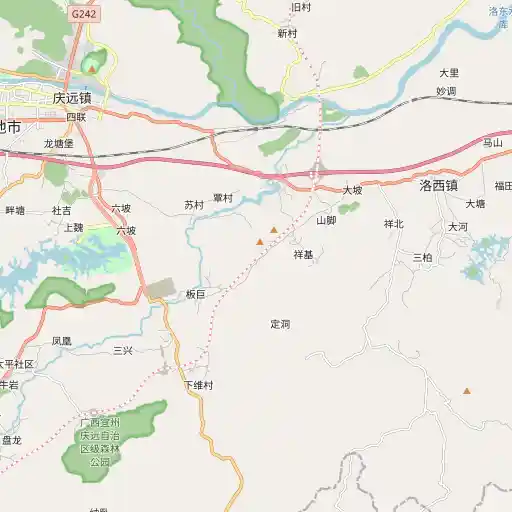 旧村
G242
新村
大里
妙调
庆远镇
四联
池市
龙塘堡
马山
洛西镇
福田
大坡
覃村
苏村
六坡
社吉
畔塘
大塘
山脚
祥北
大河
上魏
六坡
祥基
三柏
板巨
定洞
凤凰
三兴
太平社区
牛岩
下维村
广西宜州
庆远自治
区级森林
公园
盘龙